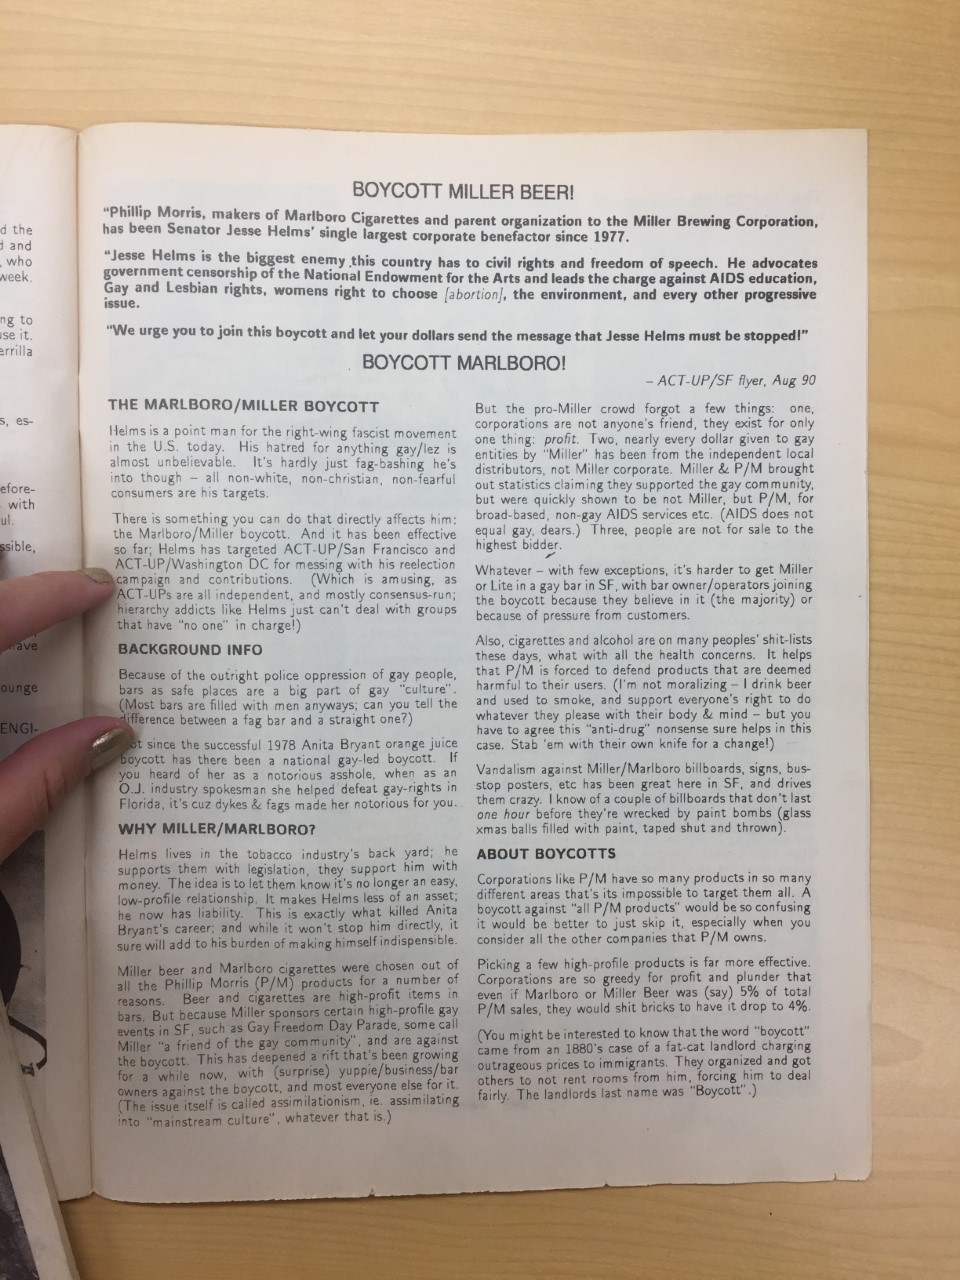 d the
d and
, who
week.
ng to
use it.
errilla
s, es-
efore-
with
ul.
ssible,
ave
ounge
ENGI-
BOYCOTT MILLER BEER!
"Phillip Morris, makers of Marlboro Cigarettes and parent organization to the Miller Brewing Corporation,
has been Senator Jesse Helms' single largest corporate benefactor since 1977.
"Jesse Helms is the biggest enemy this country has to civil rights and freedom of speech. He advocates
government censorship of the National Endowment for the Arts and leads the charge against AIDS education,
Gay and Lesbian rights, womens right to choose [abortion], the environment, and every other progressive
issue.
"We urge you to join this boycott and let your dollars send the message that Jesse Helms must be stopped!"
BOYCOTT MARLBORO!
– ACT-UP/SF flyer, Aug 90
THE MARLBORO/MILLER BOYCOTT
Helms is a point man for the right-wing fascist movement
in the U.S. today. His hatred for anything gay/lez is
almost unbelievable. It's hardly just fag-bashing he's
into though – all non-white, non-christian, non-fearful
consumers are his targets.
There is something you can do that directly affects him:
the Marlboro/Miller boycott. And it has been effective
so far; Helms has targeted ACT-UP/San Francisco and
ACT-UP/Washington DC for messing with his reelection
campaign and contributions. (Which is amusing, as
ACT-UPs are all independent, and mostly consensus-run;
hierarchy addicts like Helms just can't deal with groups
that have "no one" in charge!)
BACKGROUND INFO
Because of the outright police oppression of gay people,
bars as safe places are a big part of gay "culture".
(Most bars are filled with men anyways; can you tell the
difference between a fag bar and a straight one?)
ot since the successful 1978 Anita Bryant orange juice
boycott has there been a national gay-led boycott. If
you heard of her as a notorious asshole, when as an
O.J. industry spokesman she helped defeat gay-rights in
Florida, it's cuz dykes & fags made her notorious for you.
WHY MILLER/MARLBORO?
Helms lives in the tobacco industry's back yard; he
supports them with legislation, they support him with
money. The idea is to let them know it's no longer an easy,
low-profile relationship. It makes Helms less of an asset;
he now has liability. This is exactly what killed Anita
Bryant's career; and while it won't stop him directly, it
sure will add to his burden of making himself indispensible.
Miller beer and Marlboro cigarettes were chosen out of
all the Phillip Morris (P/M) products for a number of
reasons. Beer and cigarettes are high-profit items in
bars. But because Miller sponsors certain high-profile gay
events in SF, such as Gay Freedom Day Parade, some call
Miller "a friend of the gay community", and are against
the boycott. This has deepened a rift that's been growing
for a while now, with (surprise) yuppie/business/bar
owners against the boycott, and most everyone else for it.
(The issue itself is called assimilationism, ie. assimilating
into "mainstream culture", whatever that is.)
But the pro-Miller crowd forgot a few things: one,
corporations are not anyone's friend, they exist for only
one thing: profit. Two, nearly every dollar given to gay
entities by "Miller" has been from the independent local
distributors, not Miller corporate. Miller & P/M brought
out statistics claiming they supported the gay community,
but were quickly shown to be not Miller, but P/M, for
broad-based, non-gay AIDS services etc. (AIDS does not
equal gay, dears.) Three, people are not for sale to the
highest bidder.
Whatever – with few exceptions, it's harder to get Miller
or Lite in a gay bar in SF, with bar owner/operators joining
the boycott because they believe in it (the majority) or
because of pressure from customers.
Also, cigarettes and alcohol are on many peoples' shit-lists
these days, what with all the health concerns. It helps
that P/M is forced to defend products that are deemed
harmful to their users. (I'm not moralizing – I drink beer
and used to smoke, and support everyone's right to do
whatever they please with their body & mind – but you
have to agree this "anti-drug" nonsense sure helps in this
case. Stab 'em with their own knife for a change!)
Vandalism against Miller/Marlboro billboards, signs, bus-
stop posters, etc has been great here in SF, and drives
them crazy. I know of a couple of billboards that don't last
one hour before they're wrecked by paint bombs (glass
xmas balls filled with paint, taped shut and thrown).
ABOUT BOYCOTTS
Corporations like P/M have so many products in so many
different areas that's its impossible to target them all. A
boycott against "all P/M products" would be so confusing
it would be better to just skip it, especially when you
consider all the other companies that P/M owns.
Picking a few high-profile products is far more effective.
Corporations are so greedy for profit and plunder that
even if Marlboro or Miller Beer was (say) 5% of total
P/M sales, they would shit bricks to have it drop to 4%.
(You might be interested to know that the word "boycott"
came from an 1880's case of a fat-cat landlord charging
outrageous prices to immigrants. They organized and got
others to not rent rooms from him, forcing him to deal
fairly. The landlords last name was "Boycott".)